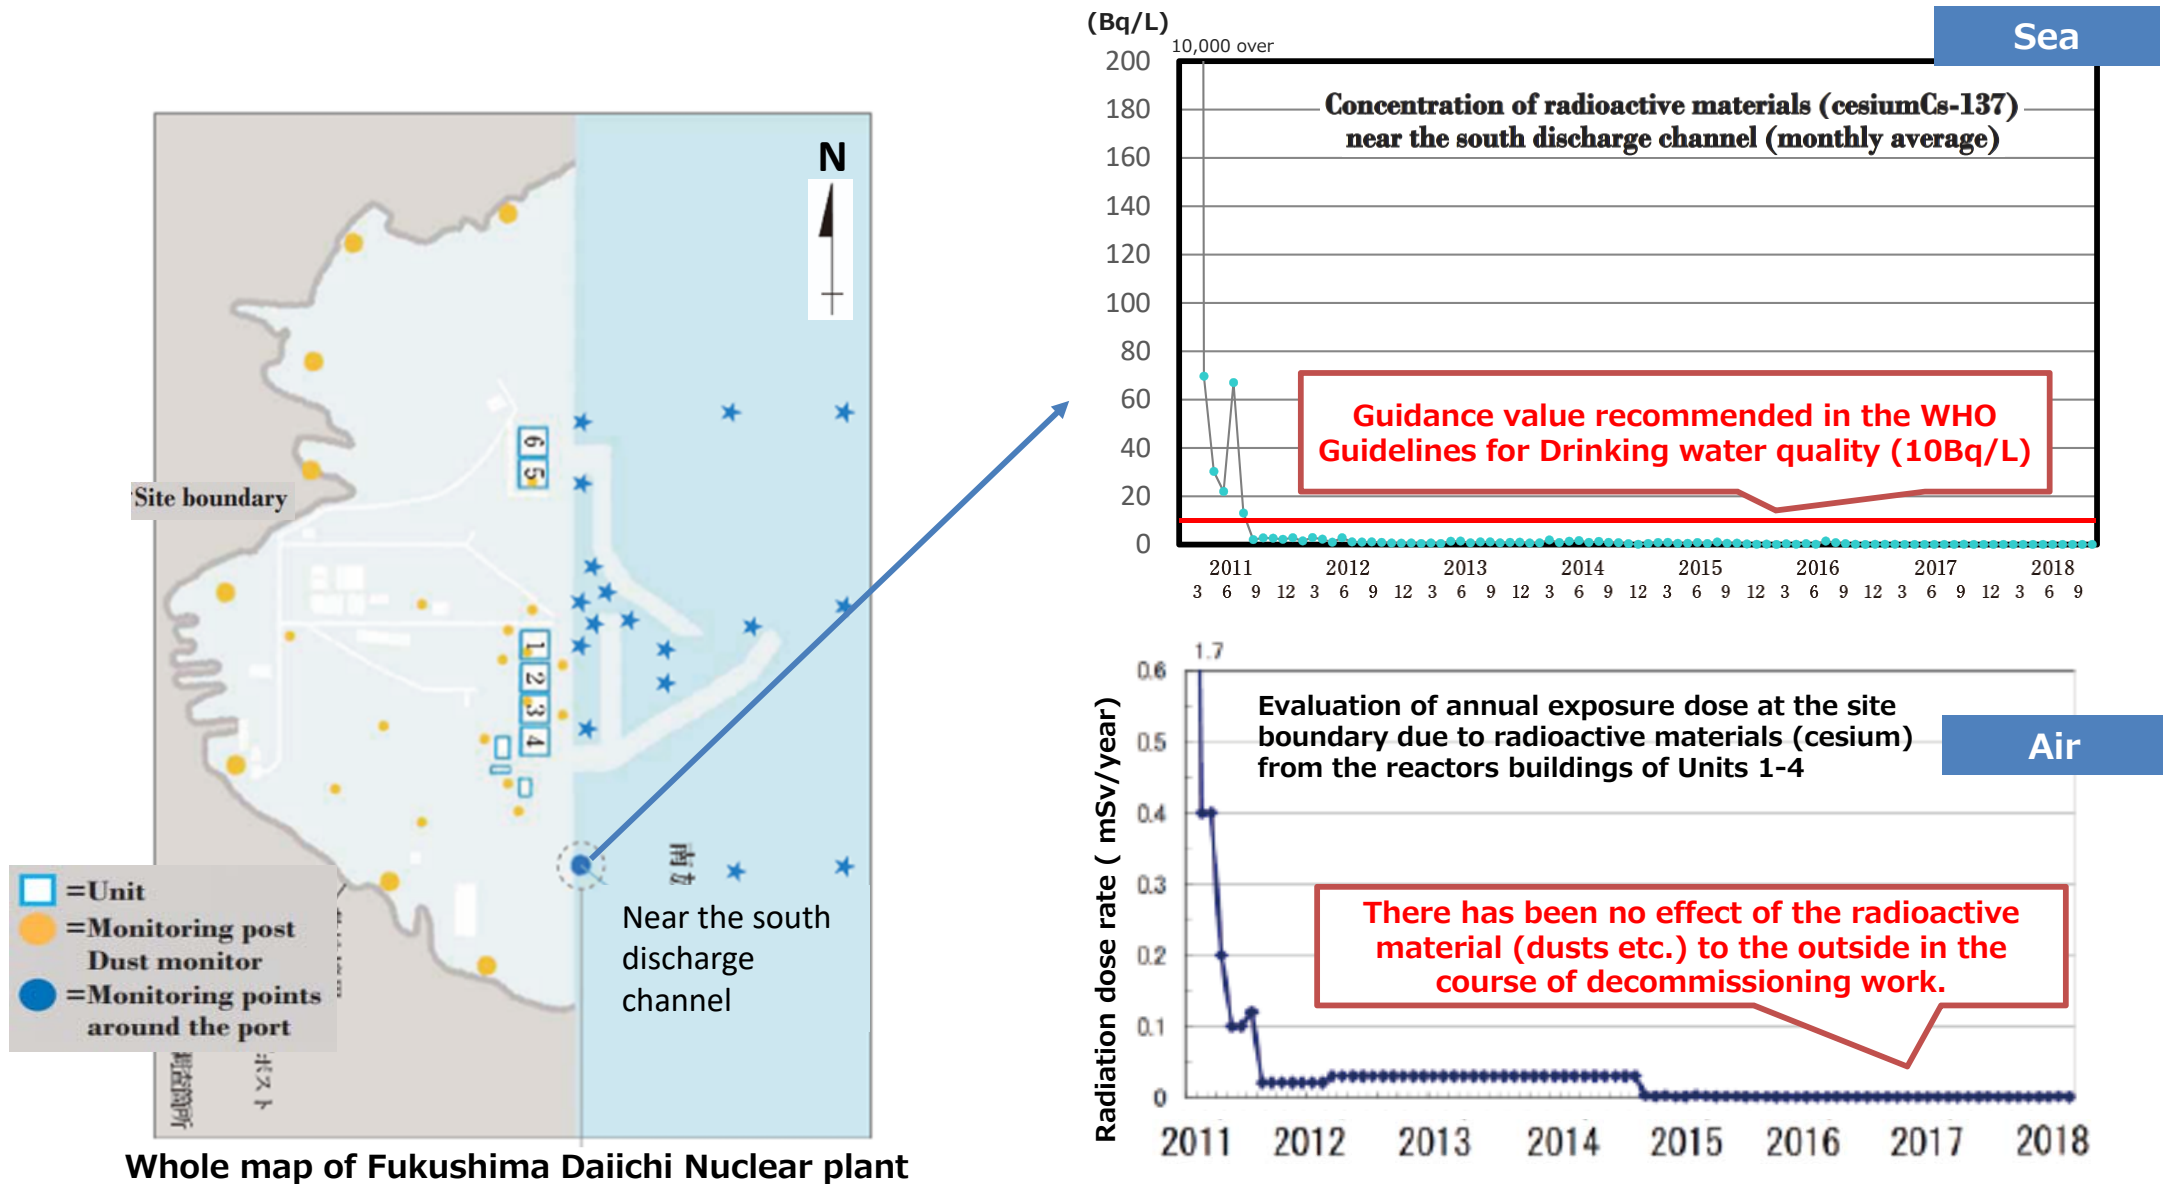 (Bq/L)
10,000 over
Sea
200
180
160
140
120
100
80
60
40
20
0
Concentration of radioactive materials (cesiumCs-137)
near the south discharge channel (monthly average)
Guidance value recommended in the WHO
Guidelines for Drinking water quality (10Bq/L)
2011 2012 2013 2014 2015 2016 2017 2018
3 6 9 12 3 6 9 12 3 6 9 12 3 6 9 12 3 6 9 12 3 6 9 12 3 6 9 12 3 6 9
N
6
5
Site boundary
1
2
3
4
=Unit
=Monitoring post
Dust monitor
=Monitoring points
around the port
Near the south
discharge
channel
ポスト
Whole map of Fukushima Daiichi Nuclear plant
1.7
0.6
0.5
0.4
0.3
0.2
0.1
0
Radiation dose rate ( mSv/year)
Evaluation of annual exposure dose at the site
boundary due to radioactive materials (cesium)
from the reactors buildings of Units 1-4
Air
There has been no effect of the radioactive
material (dusts etc.) to the outside in the
course of decommissioning work.
2011 2012 2013 2014 2015 2016 2017 2018